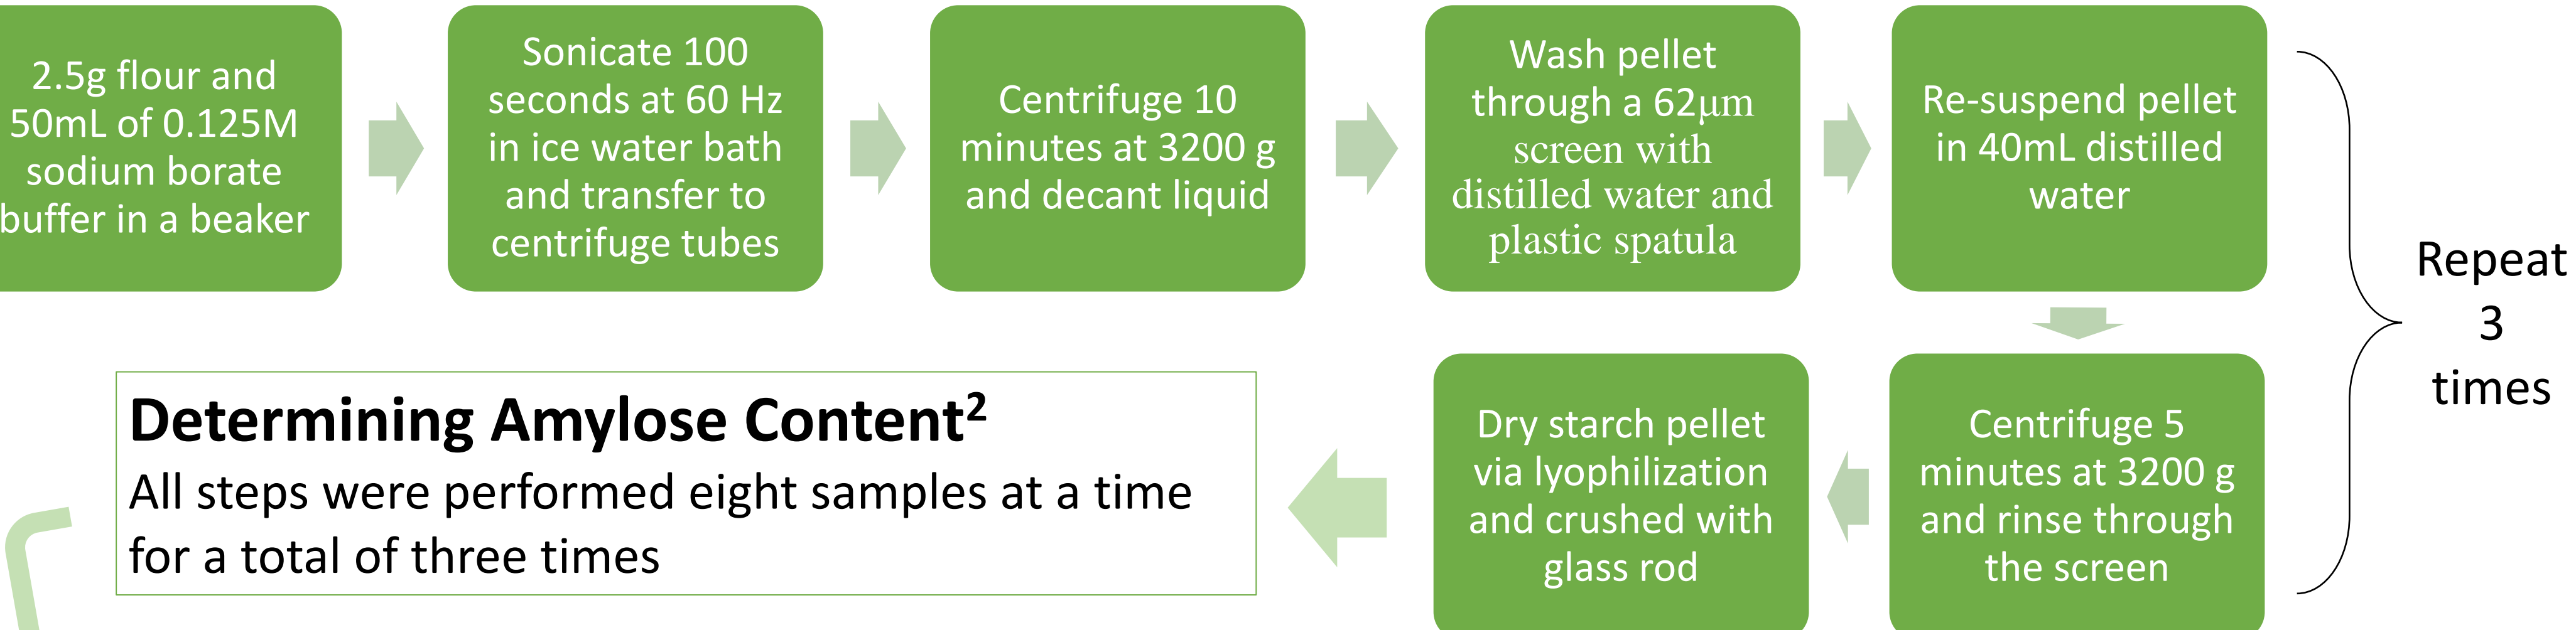 2.5g flour and
50mL of 0.125M
sodium borate
buffer in a beaker
Sonicate 100
seconds at 60 Hz
in ice water bath
and transfer to
centrifuge tubes
Centrifuge 10
minutes at 3200 g
and decant liquid
Wash pellet
through a 62μm
screen with
distilled water and
plastic spatula
Re-suspend pellet
in 40mL distilled
water
Repeat
3
times
Centrifuge 5
minutes at 3200 g
and rinse through
the screen
Dry starch pellet
via lyophilization
and crushed with
glass rod
Determining Amylose Content²
All steps were performed eight samples at a time
for a total of three times